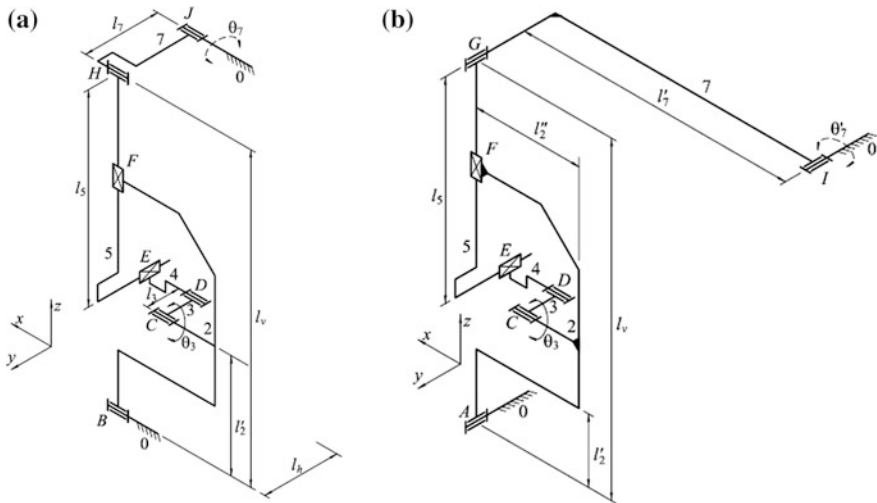 (a)
J
l₇
θ₇
7
0
H
F
l₅
5
E
4
D
l₃
3
C
2
θ₃
lᵥ
z
x
y
B
0
l′₂
lₕ
(b)
G
7
l′₇
θ′₇
0
I
l″₂
F
l₅
5
E
4
D
3
C
2
θ₃
lᵥ
z
x
y
A
0
l′₂